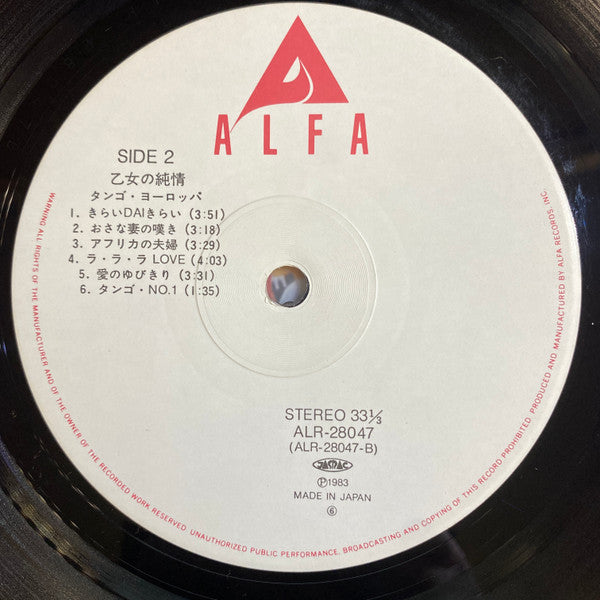 ALFA
SIDE 2
乙女の純情
タンゴ・ヨーロッパ
1. きらいDAIきらい (3:51)
2. おさな妻の嘆き (3:18)
3. アフリカの夫婦 (3:29)
4. ラ・ラ・ラ LOVE (4:03)
5. 愛のゆびきり (3:31)
6. タンゴ・NO.1 (1:35)
STEREO 33⅓
ALR-28047
(ALR-28047-B)
JASRAC
Ⓟ1983
MADE IN JAPAN
⑥
WARNING: ALL RIGHTS OF THE MANUFACTURER AND OF THE OWNER OF THE RECORDED WORK RESERVED. UNAUTHORIZED PUBLIC PERFORMANCE, BROADCASTING AND COPYING OF THIS RECORD PROHIBITED. PRODUCED AND MANUFACTURED BY ALFA RECORDS, INC.